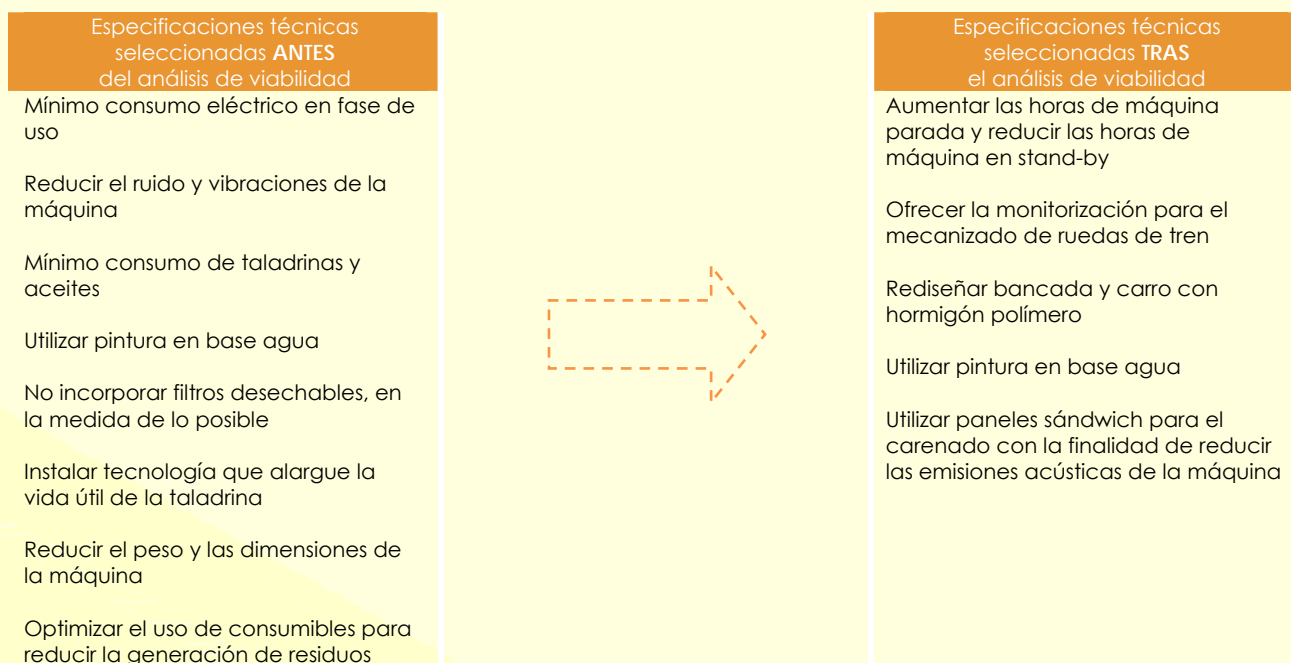 Especificaciones técnicas
seleccionadas ANTES
del análisis de viabilidad
Mínimo consumo eléctrico en fase de
uso
Reducir el ruido y vibraciones de la
máquina
Mínimo consumo de taladrinas y
aceites
Utilizar pintura en base agua
No incorporar filtros desechables, en
la medida de lo posible
Instalar tecnología que alargue la
vida útil de la taladrina
Reducir el peso y las dimensiones de
la máquina
Optimizar el uso de consumibles para
reducir la generación de residuos
Especificaciones técnicas
seleccionadas TRAS
el análisis de viabilidad
Aumentar las horas de máquina
parada y reducir las horas de
máquina en stand-by
Ofrecer la monitorización para el
mecanizado de ruedas de tren
Rediseñar bancada y carro con
hormigón polímero
Utilizar pintura en base agua
Utilizar paneles sándwich para el
carenado con la finalidad de reducir
las emisiones acústicas de la máquina